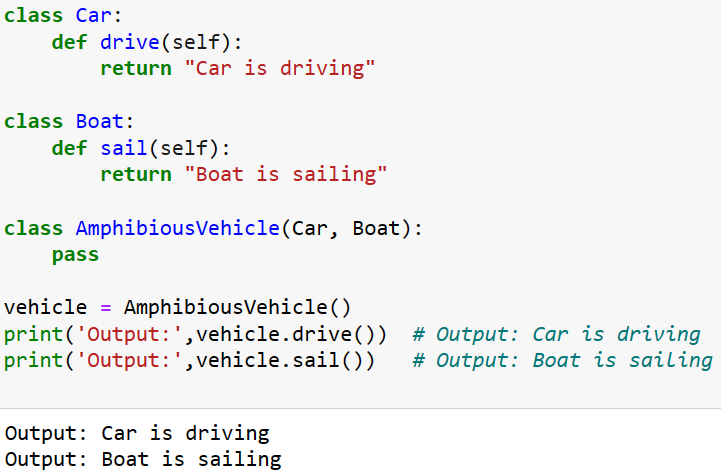 class Car:
    def drive(self):
        return "Car is driving"

class Boat:
    def sail(self):
        return "Boat is sailing"

class AmphibiousVehicle(Car, Boat):
    pass

vehicle = AmphibiousVehicle()
print('Output:',vehicle.drive())  # Output: Car is driving
print('Output:',vehicle.sail())   # Output: Boat is sailing

Output: Car is driving
Output: Boat is sailing